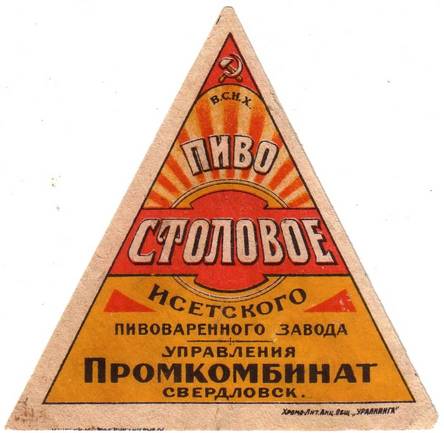 В.С.Н.Х.
ПИВО
СТОЛОВОЕ
ИСЕТСКОГО
ПИВОВАРЕННОГО ЗАВОДА
УПРАВЛЕНИЯ
ПРОМКОМБИНАТ
СВЕРДЛОВСК.
Хромо-Лит. Акц. Общ. „УРАЛКНИГА"